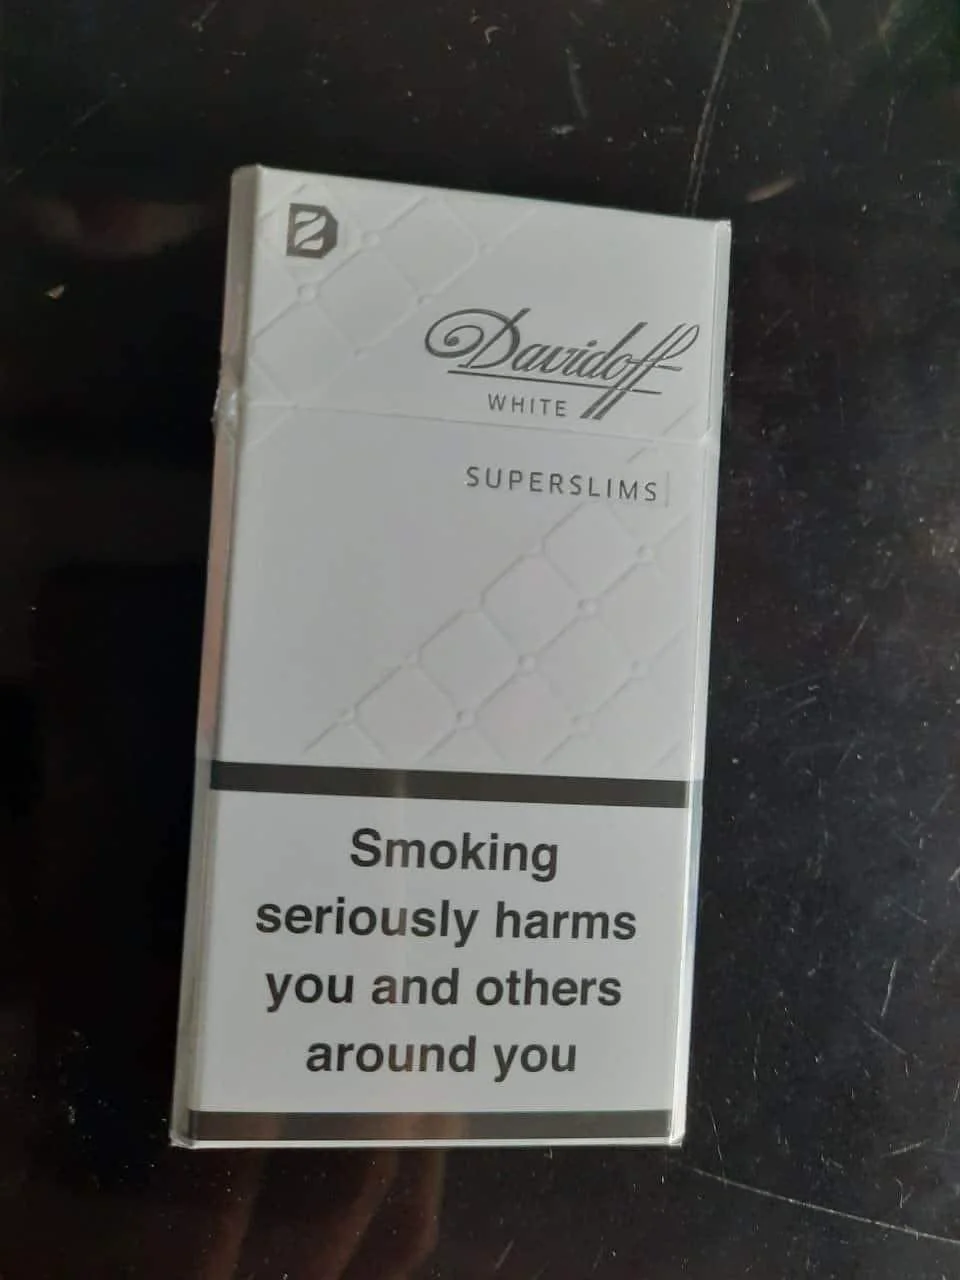 Davidoff
WHITE
SUPERSLIMS
Smoking
seriously harms
you and others
around you